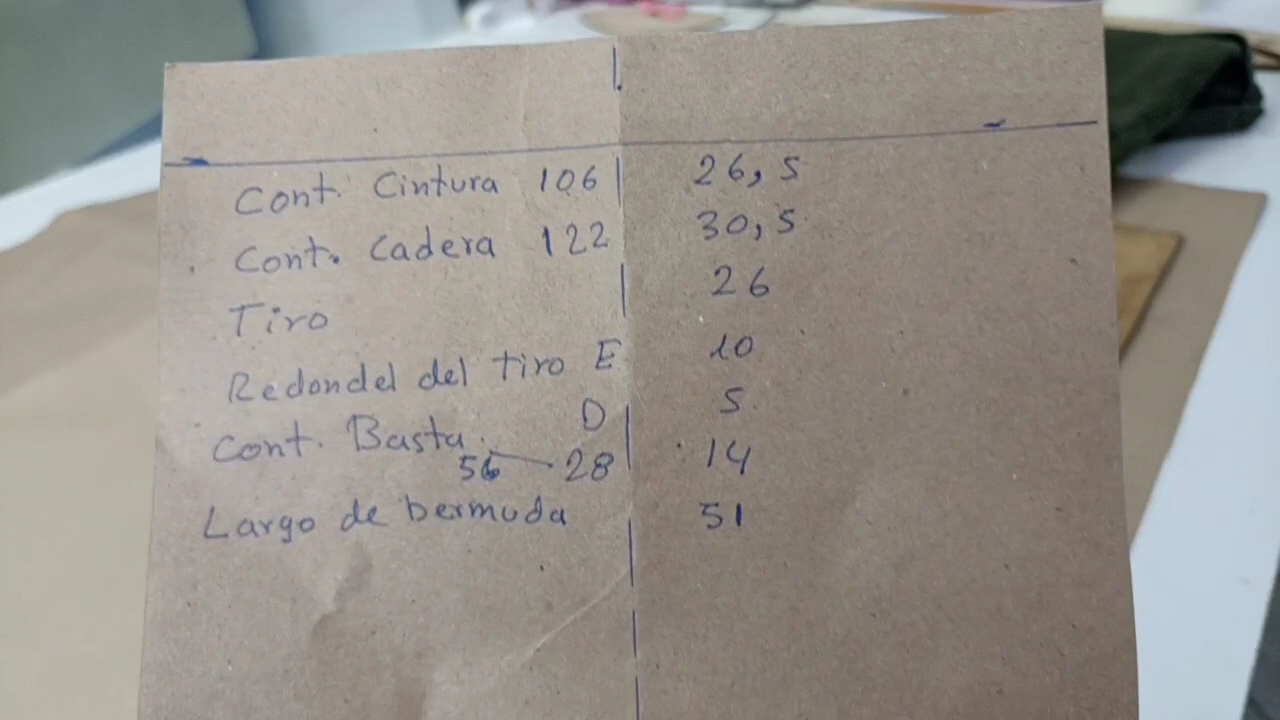 Cont. Cintura 106 26,5
Cont. Cadera 122 30,5
Tiro 26
Redondel del tiro E 10
D 5
Cont. Basta 56 28 14
Largo de bermuda 51